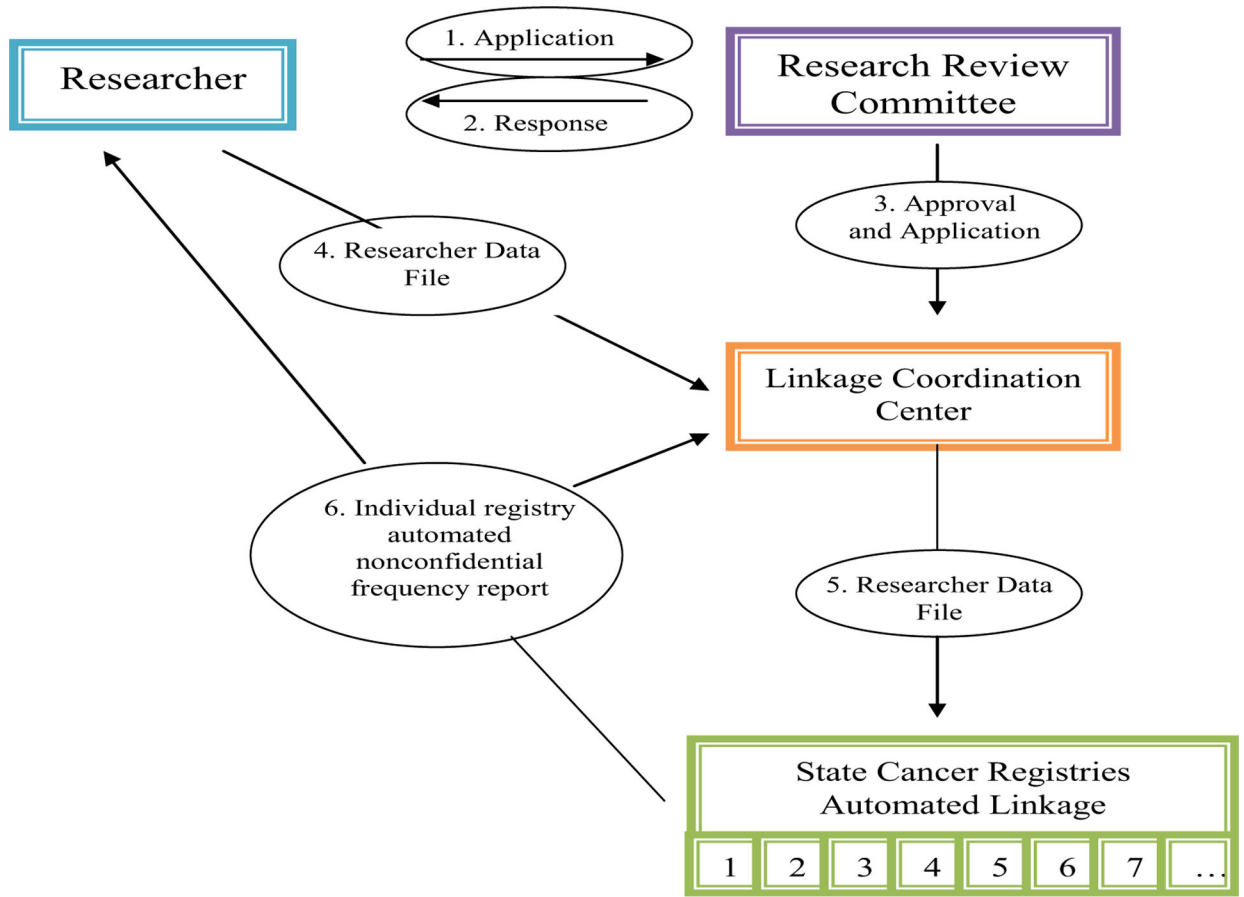 Researcher
1. Application
2. Response
Research Review
Committee
3. Approval
and Application
4. Researcher Data
File
Linkage Coordination
Center
6. Individual registry
automated
nonconfidential
frequency report
5. Researcher Data
File
State Cancer Registries
Automated Linkage
1 2 3 4 5 6 7 ...